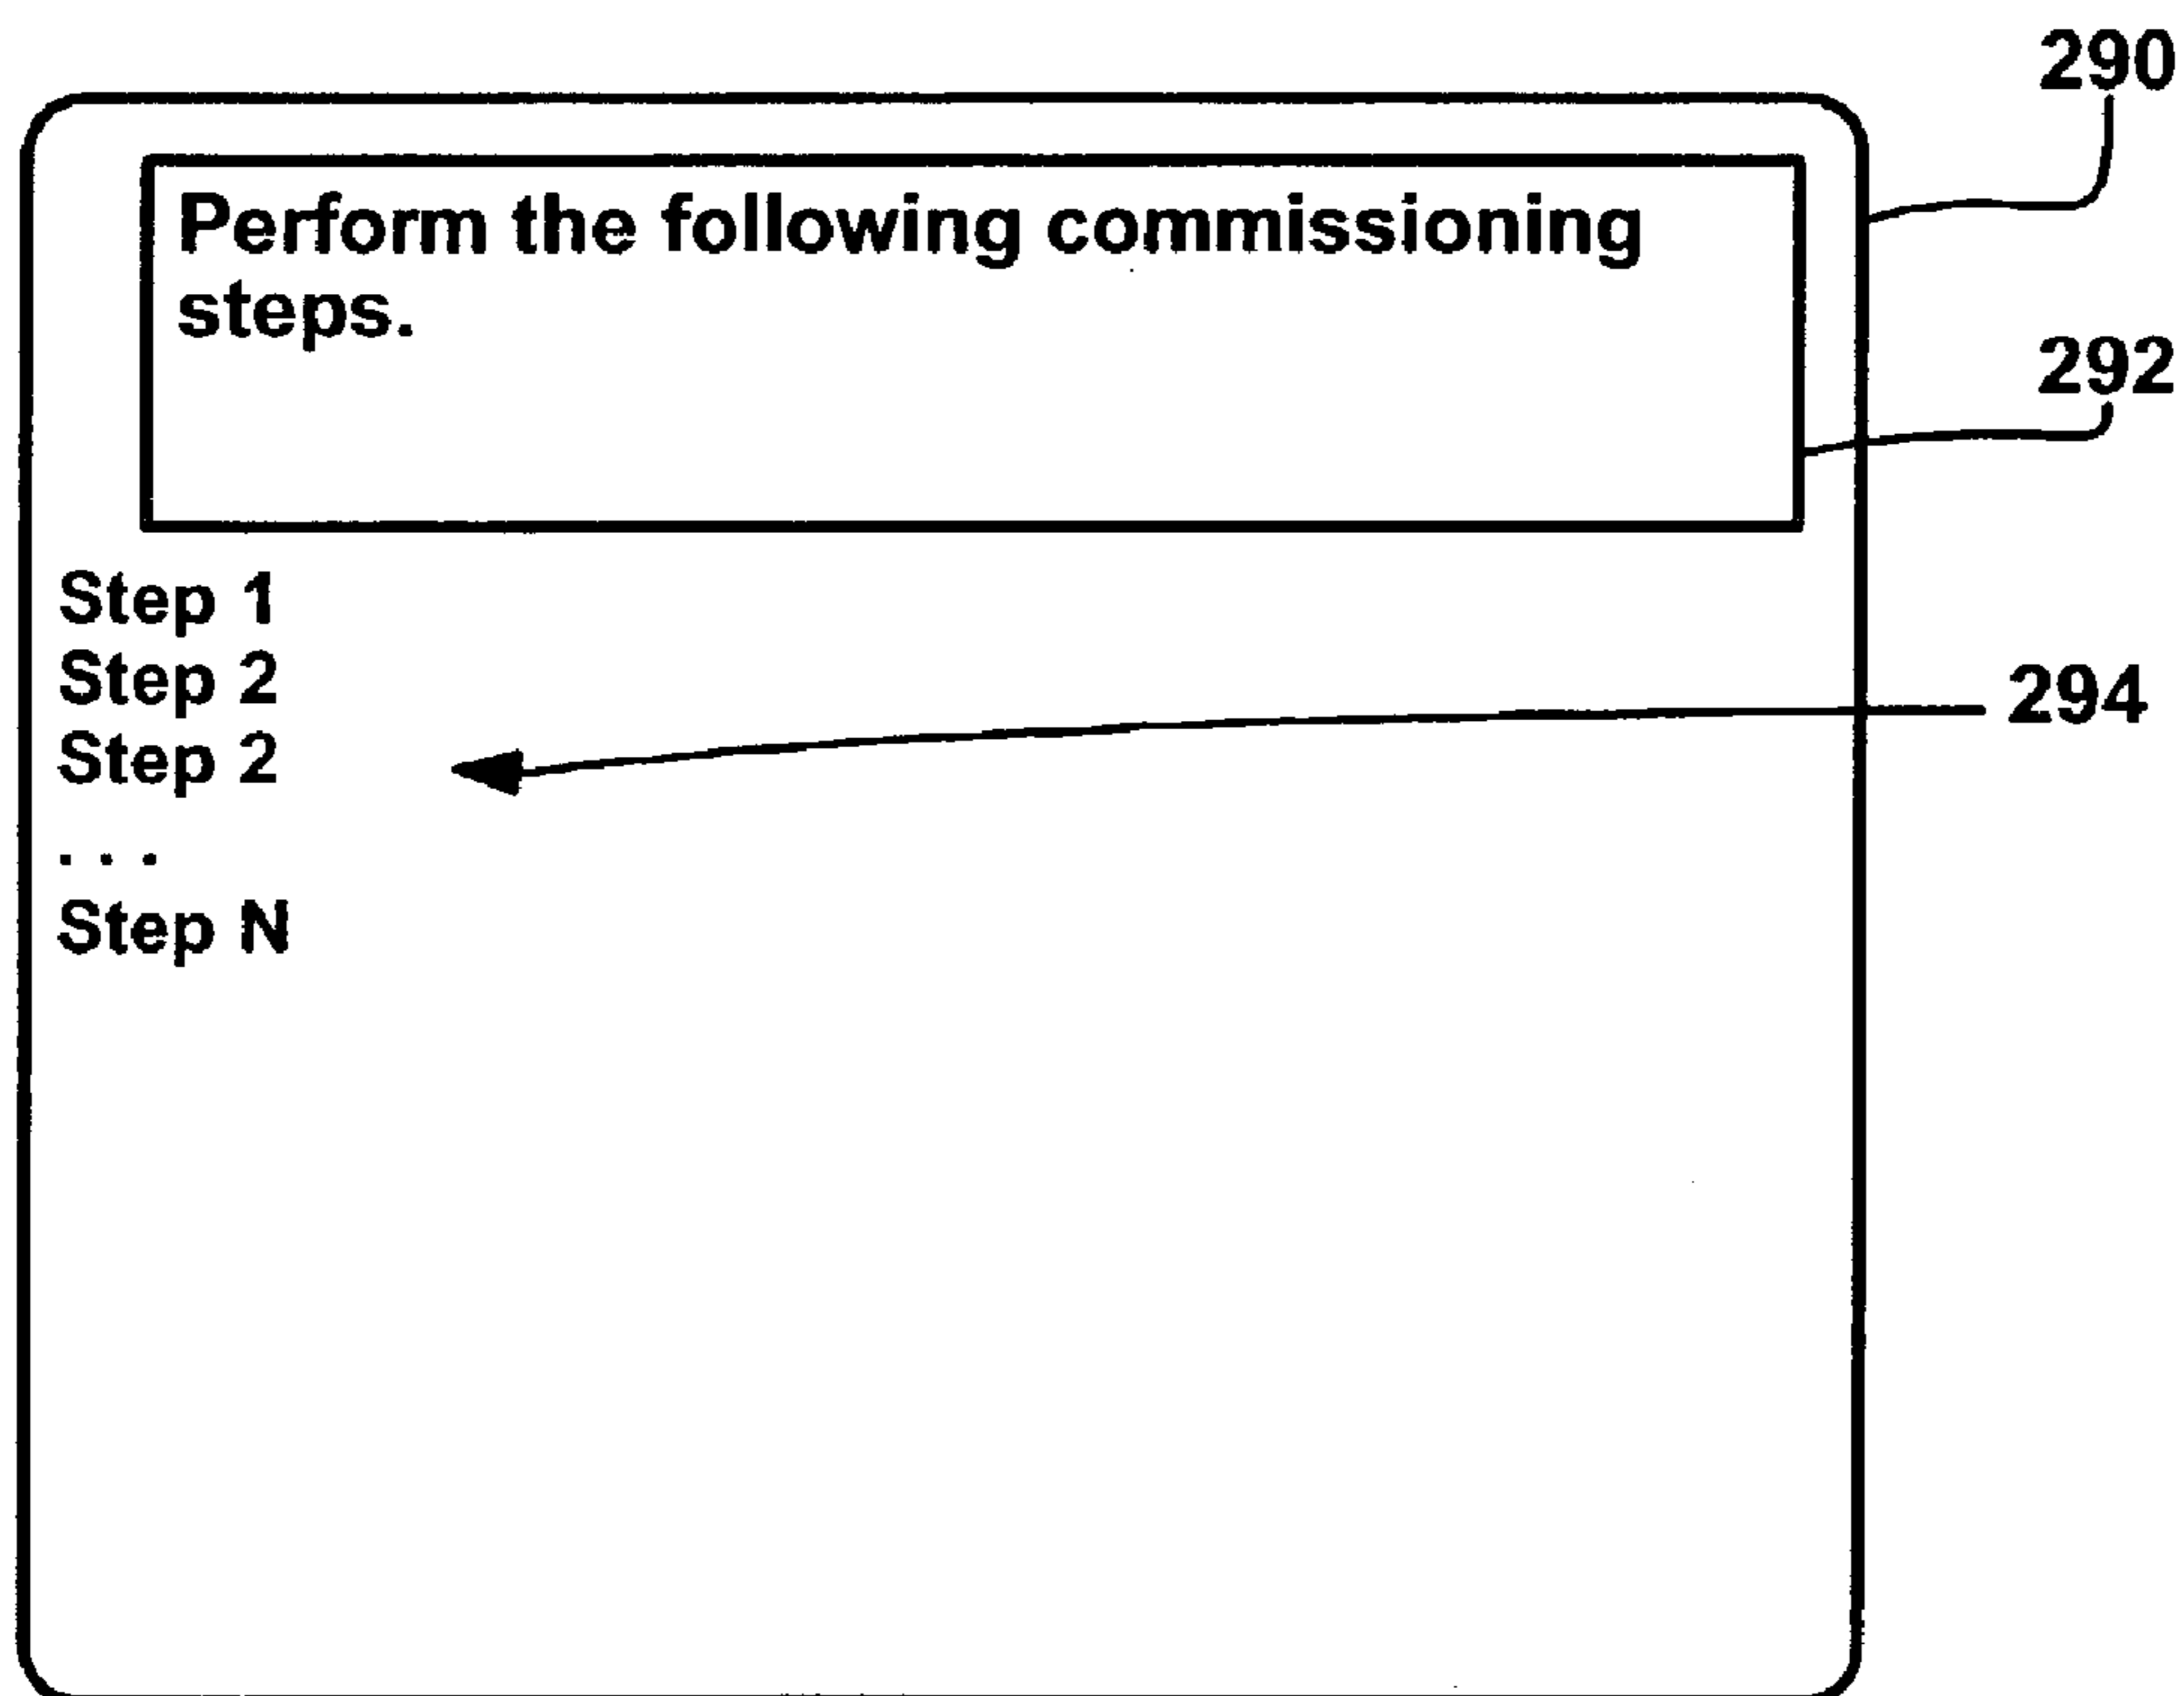 290
Perform the following commissioning
steps.
292
Step 1
Step 2
294
Step 2
. . .
Step N